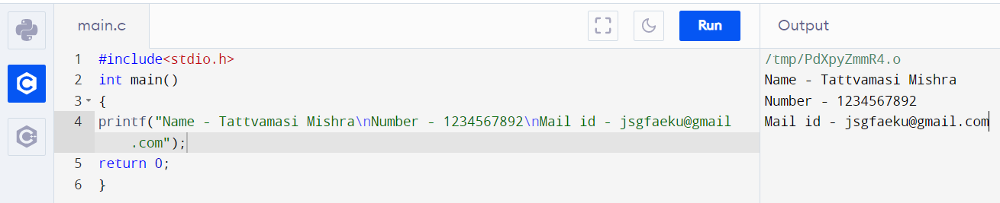 main.c
Run
Output
1 #include<stdio.h>
2 int main()
3 {
4 printf("Name - Tattvamasi Mishra\nNumber - 1234567892\nMail id - jsgfaeku@gmail
.com");
5 return 0;
6 }
/tmp/PdXpyZmmR4.o
Name - Tattvamasi Mishra
Number - 1234567892
Mail id - jsgfaeku@gmail.com